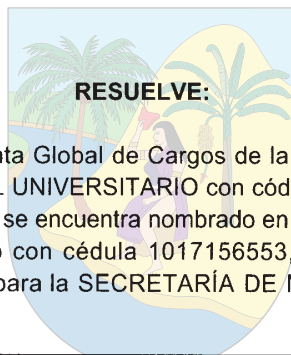 RESUELVE:
ta Global de Cargos de la
L UNIVERSITARIO con cód
se encuentra nombrado en
o con cédula 1017156553,
para la SECRETARÍA DE